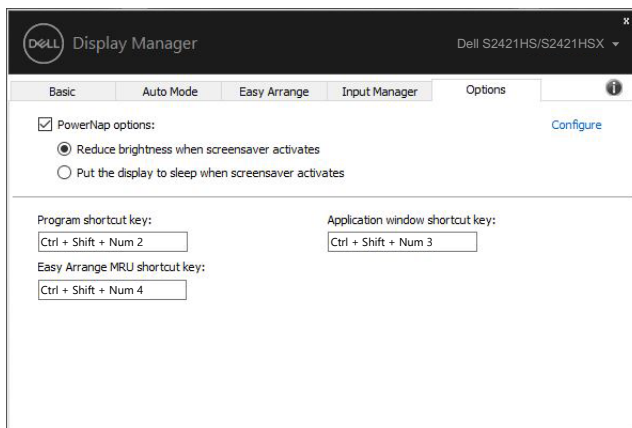 x
DELL Display Manager
Dell S2421HS/S2421HSX
Basic Auto Mode Easy Arrange Input Manager Options i
PowerNap options: Configure
Reduce brightness when screensaver activates
Put the display to sleep when screensaver activates
Program shortcut key: Application window shortcut key:
Ctrl + Shift + Num 2 Ctrl + Shift + Num 3
Easy Arrange MRU shortcut key:
Ctrl + Shift + Num 4